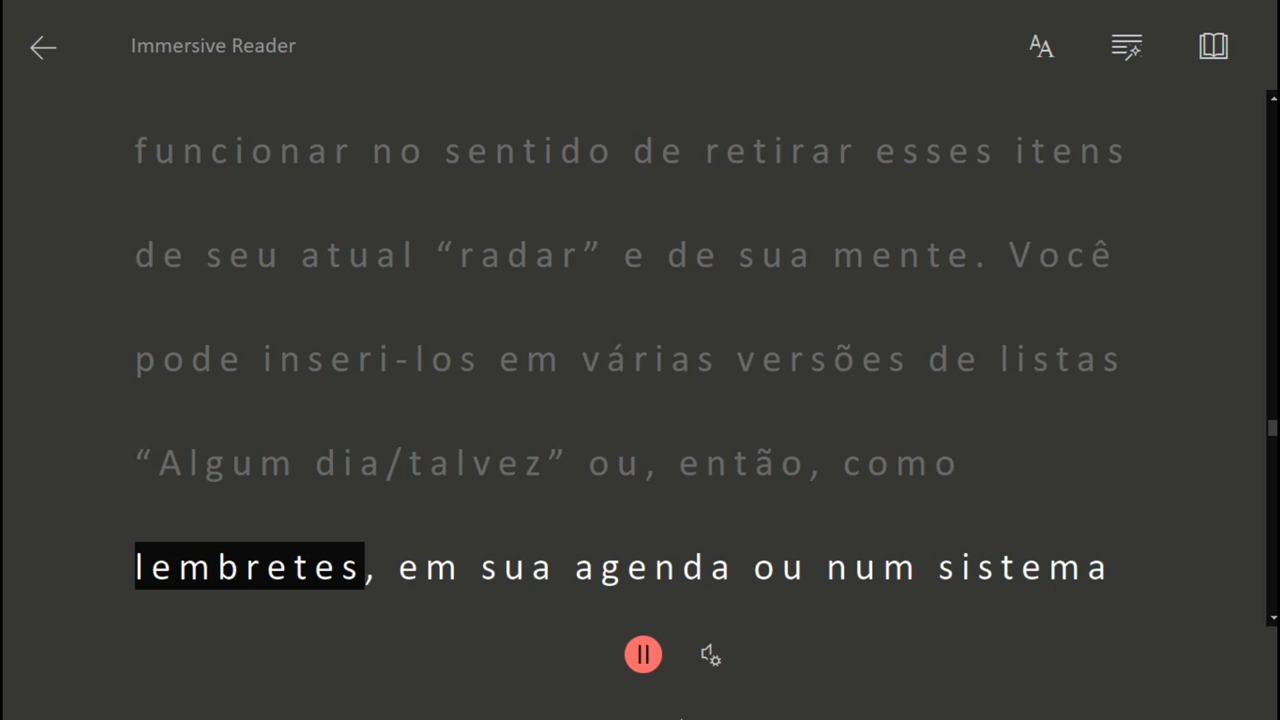 Immersive Reader
funcionar no sentido de retirar esses itens
de seu atual “radar” e de sua mente. Você
pode inseri-los em várias versões de listas
“Algum dia/talvez” ou, então, como
lembretes, em sua agenda ou num sistema